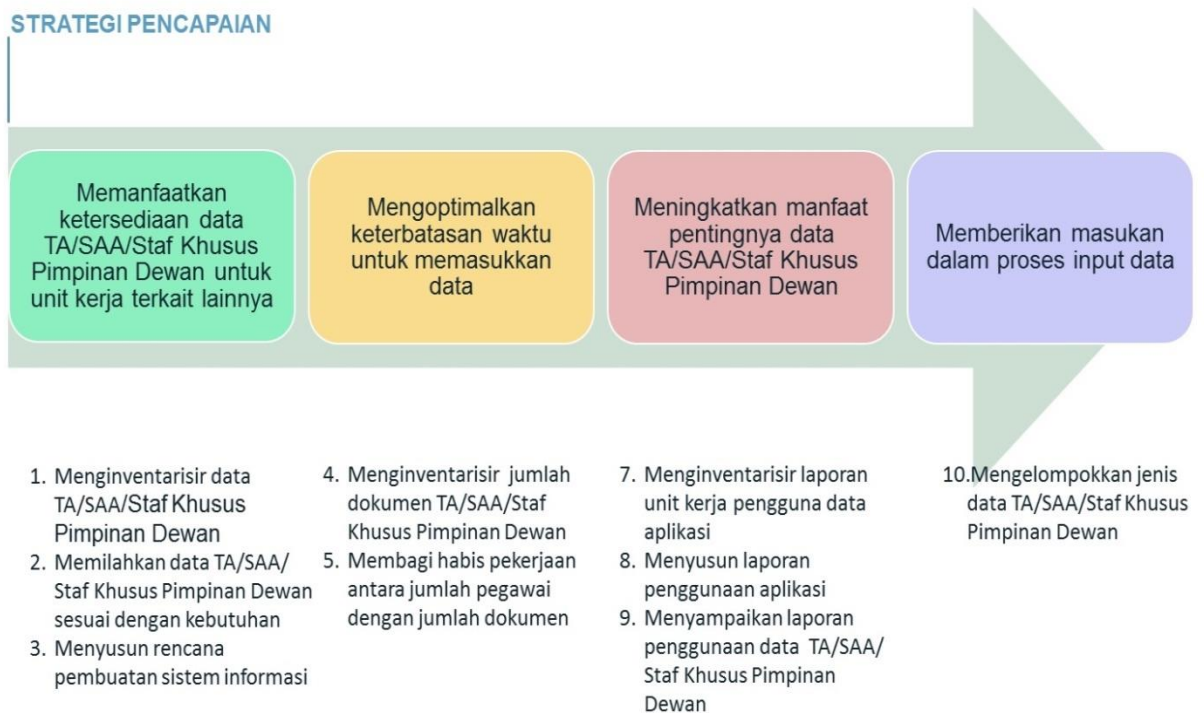 STRATEGI PENCAPAIAN
Memanfaatkan
ketersediaan data
TA/SAA/Staf Khusus
Pimpinan Dewan untuk
unit kerja terkait lainnya
Mengoptimalkan
keterbatasan waktu
untuk memasukkan
data
Meningkatkan manfaat
pentingnya data
TA/SAA/Staf Khusus
Pimpinan Dewan
Memberikan masukan
dalam proses input data
1. Menginventarisir data
TA/SAA/Staf Khusus
Pimpinan Dewan
2. Memilahkan data TA/SAA/
Staf Khusus Pimpinan Dewan
sesuai dengan kebutuhan
3. Menyusun rencana
pembuatan sistem informasi
4. Menginventarisir jumlah
dokumen TA/SAA/Staf
Khusus Pimpinan Dewan
5. Membagi habis pekerjaan
antara jumlah pegawai
dengan jumlah dokumen
7. Menginventarisir laporan
unit kerja pengguna data
aplikasi
8. Menyusun laporan
penggunaan aplikasi
9. Menyampaikan laporan
penggunaan data TA/SAA/
Staf Khusus Pimpinan
Dewan
10.Mengelompokkan jenis
data TA/SAA/Staf Khusus
Pimpinan Dewan